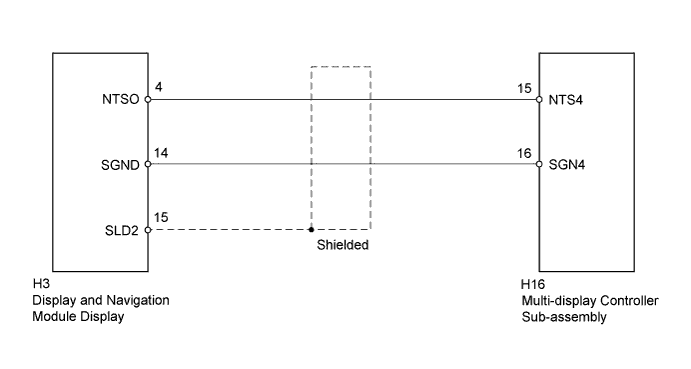 4
15
NTSO
NTS4
14
16
SGND
SGN4
15
SLD2
Shielded
H3
Display and Navigation
Module Display
H16
Multi-display Controller
Sub-assembly